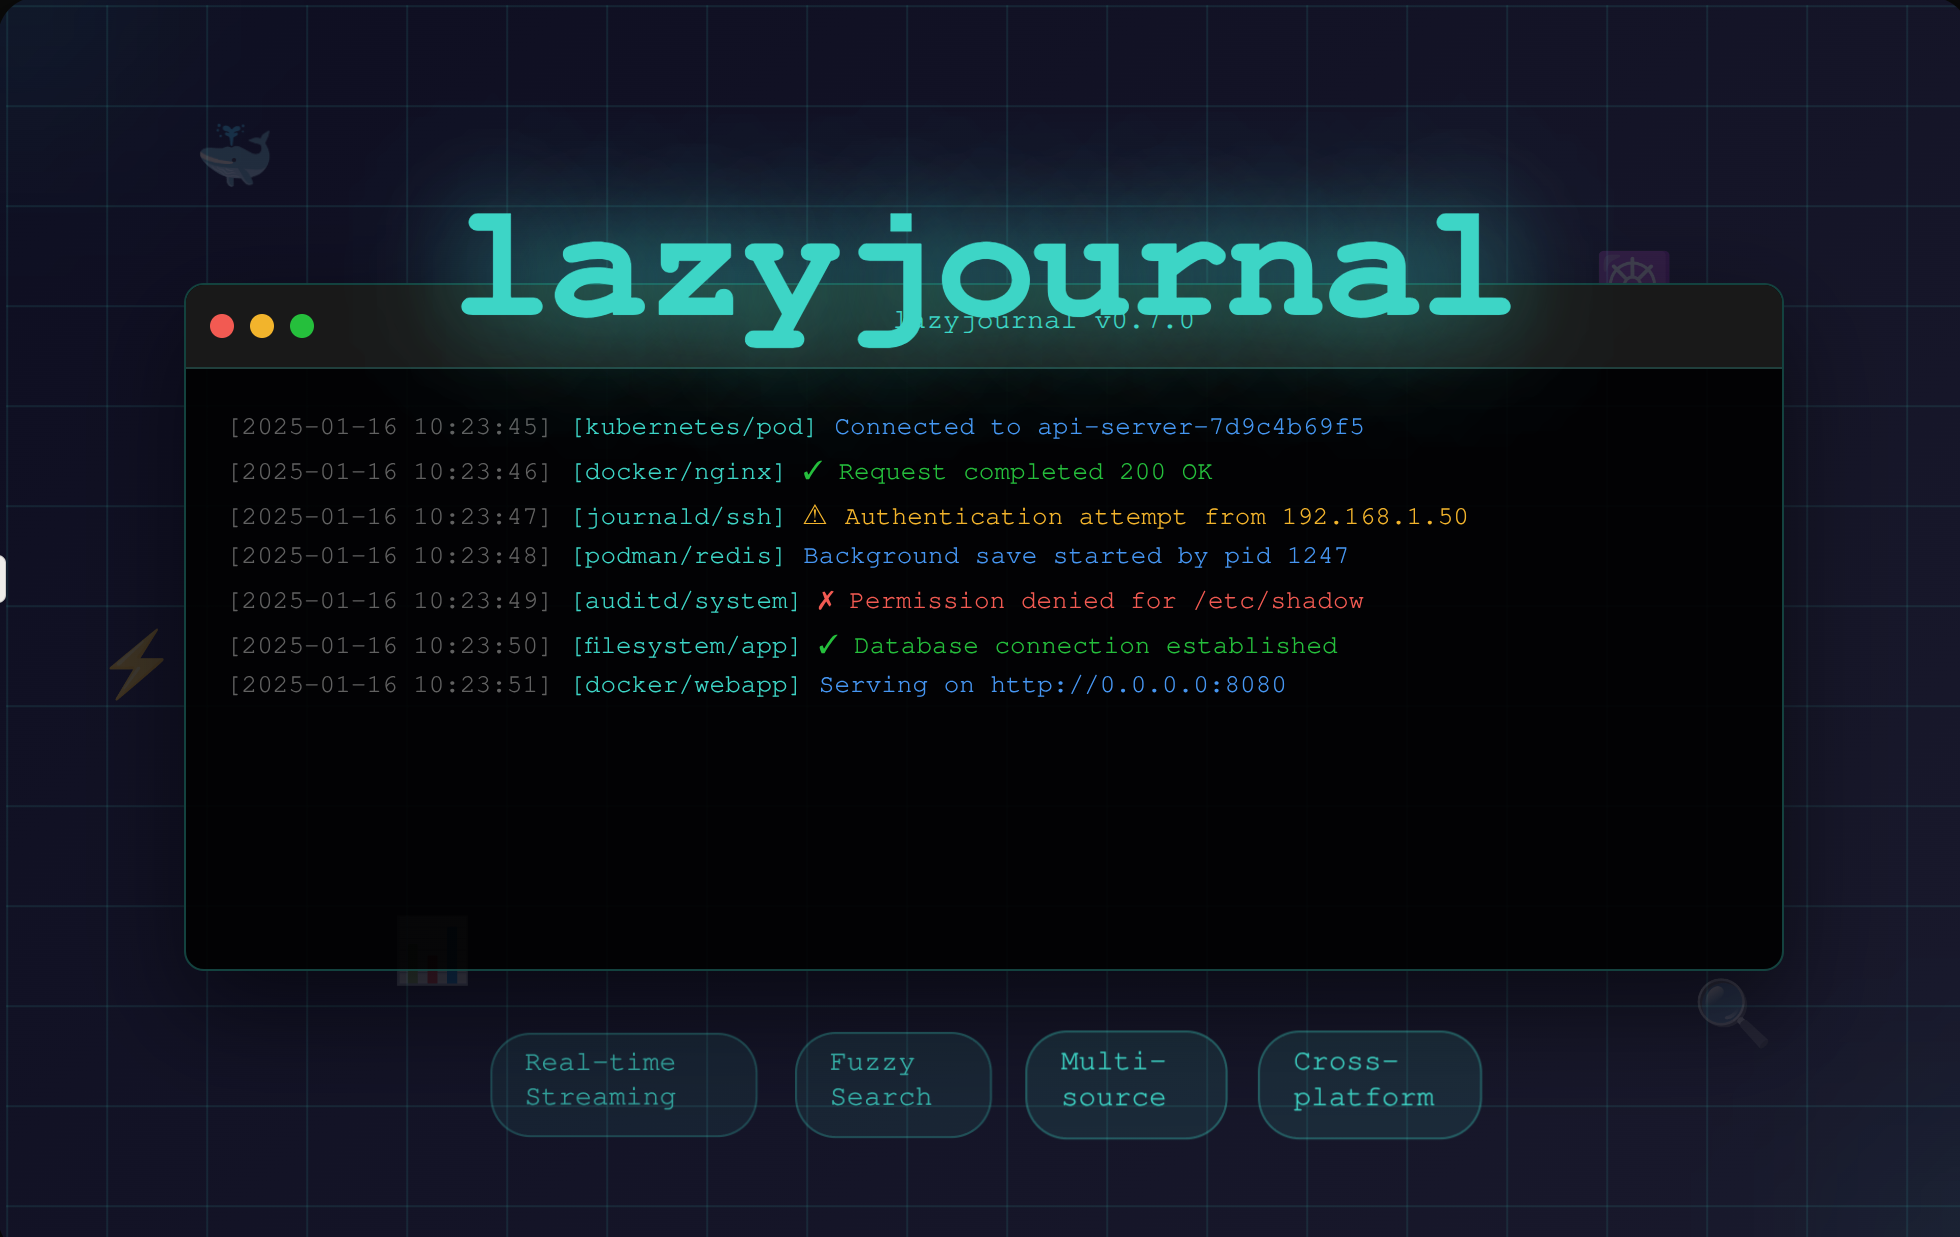 lazyjournal
lazyjournal v0.7.0
[2025-01-16 10:23:45] [kubernetes/pod] Connected to api-server-7d9c4b69f5
[2025-01-16 10:23:46] [docker/nginx] ✓ Request completed 200 OK
[2025-01-16 10:23:47] [journald/ssh] ⚠ Authentication attempt from 192.168.1.50
[2025-01-16 10:23:48] [podman/redis] Background save started by pid 1247
[2025-01-16 10:23:49] [auditd/system] ✗ Permission denied for /etc/shadow
[2025-01-16 10:23:50] [filesystem/app] ✓ Database connection established
[2025-01-16 10:23:51] [docker/webapp] Serving on http://0.0.0.0:8080
Real-time
Streaming
Fuzzy
Search
Multi-
source
Cross-
platform